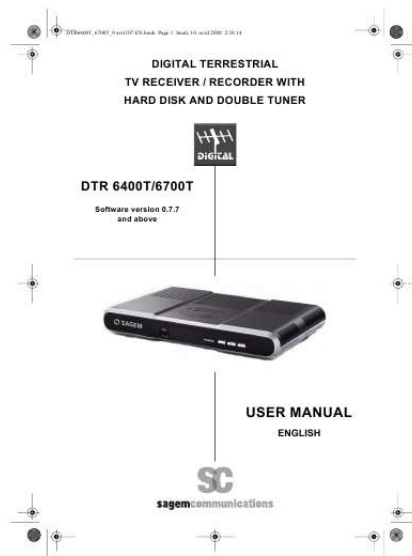 DIGITAL TERRESTRIAL
TV RECEIVER / RECORDER WITH
HARD DISK AND DOUBLE TUNER
DIGITAL
DTR 6400T/6700T
Software version 0.7.7
and above
SAGEM
USER MANUAL
ENGLISH
SC
sagemcommunications